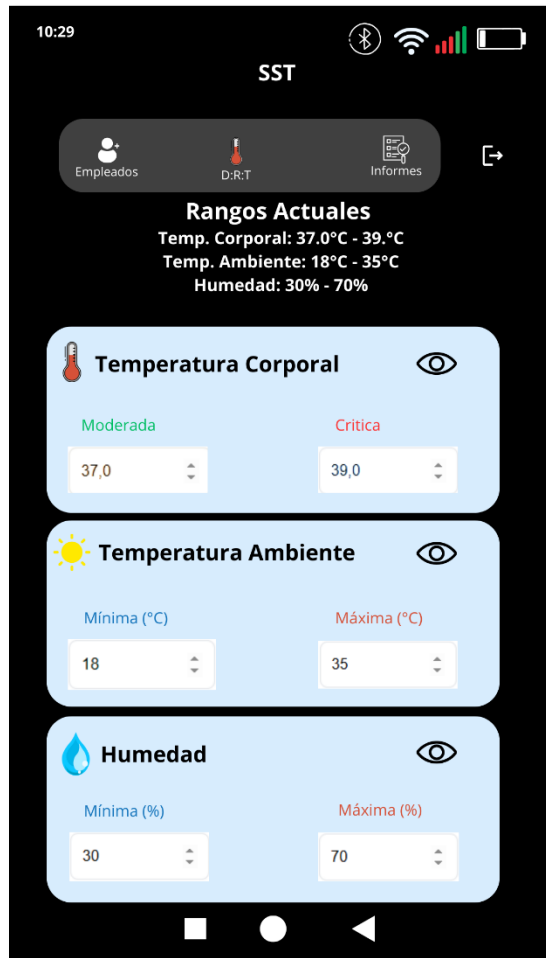 10:29
SST
Empleados
D:R:T
Informes
Rangos Actuales
Temp. Corporal: 37.0°C - 39.°C
Temp. Ambiente: 18°C - 35°C
Humedad: 30% - 70%
Temperatura Corporal
Moderada Critica
37,0 39,0
Temperatura Ambiente
Mínima (°C) Máxima (°C)
18 35
Humedad
Mínima (%) Máxima (%)
30 70